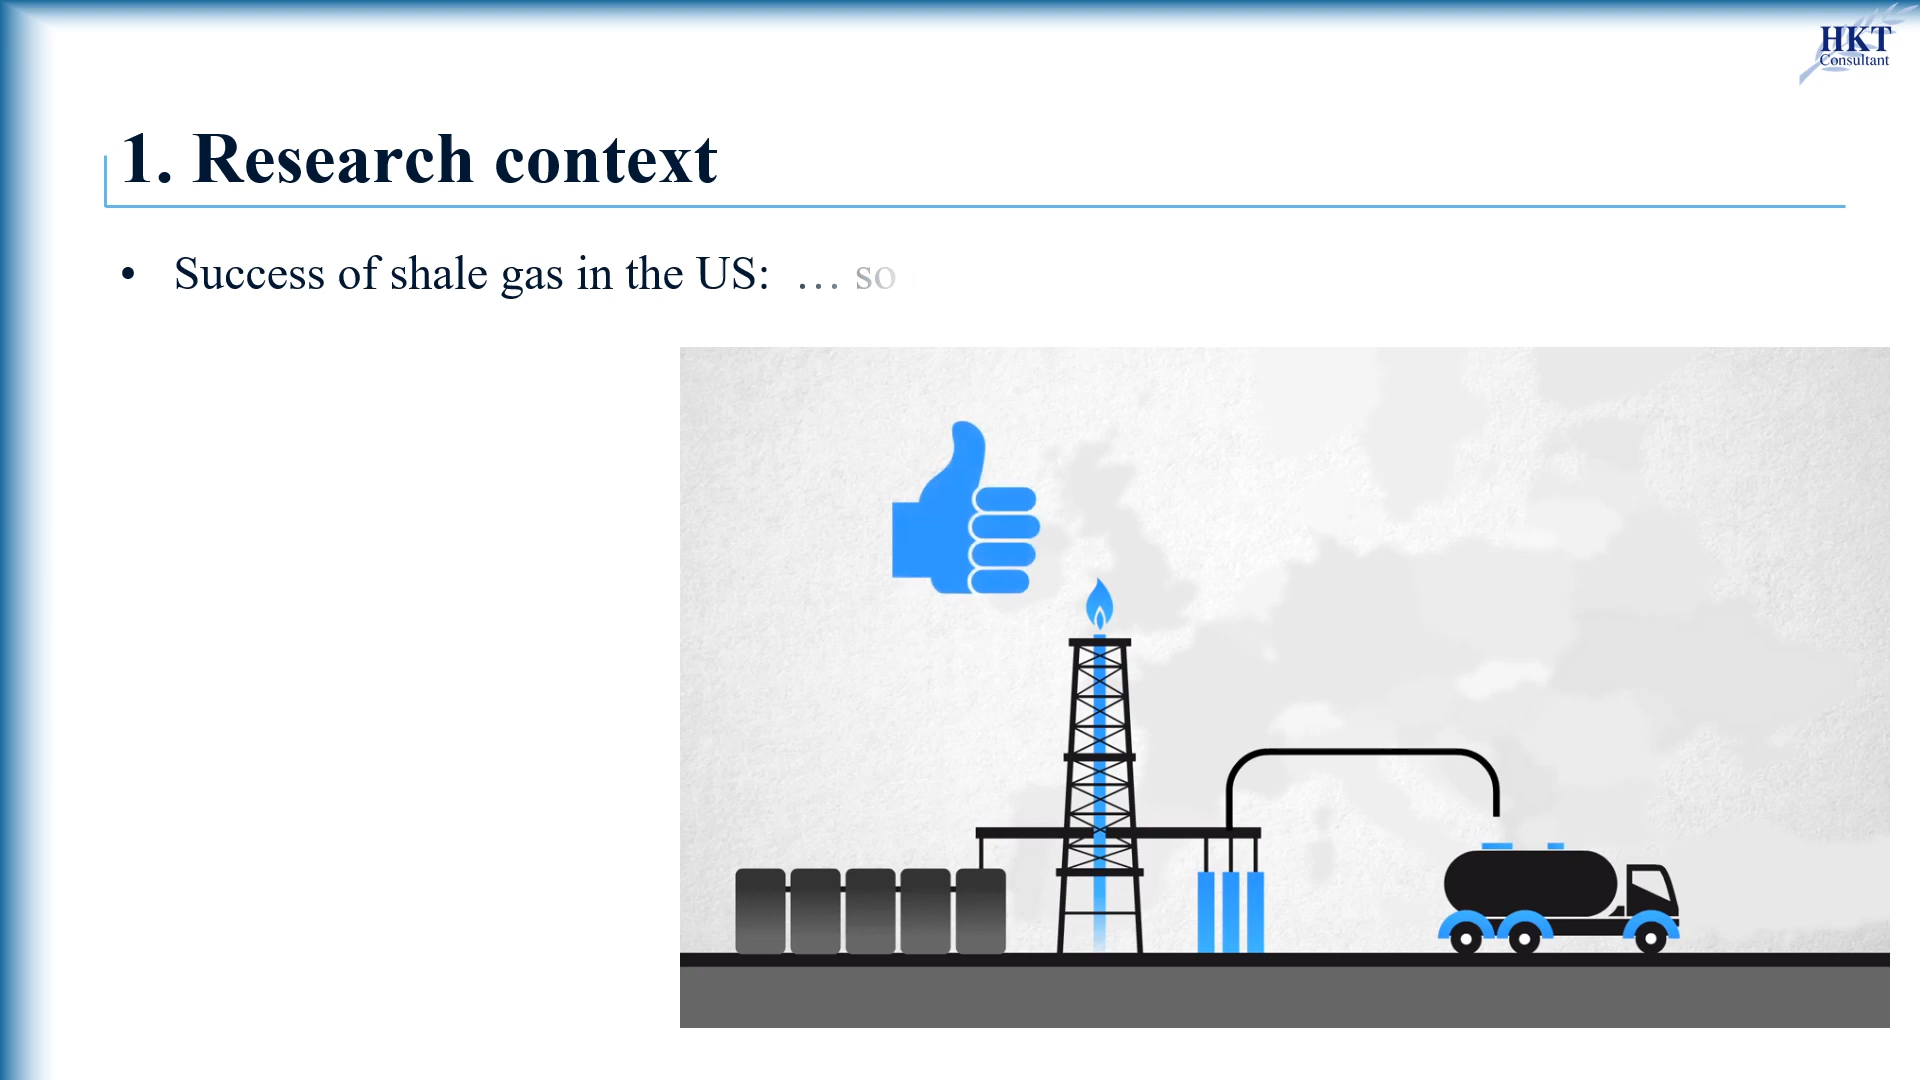 HKT
Consultant
1. Research context
• Success of shale gas in the US: … so